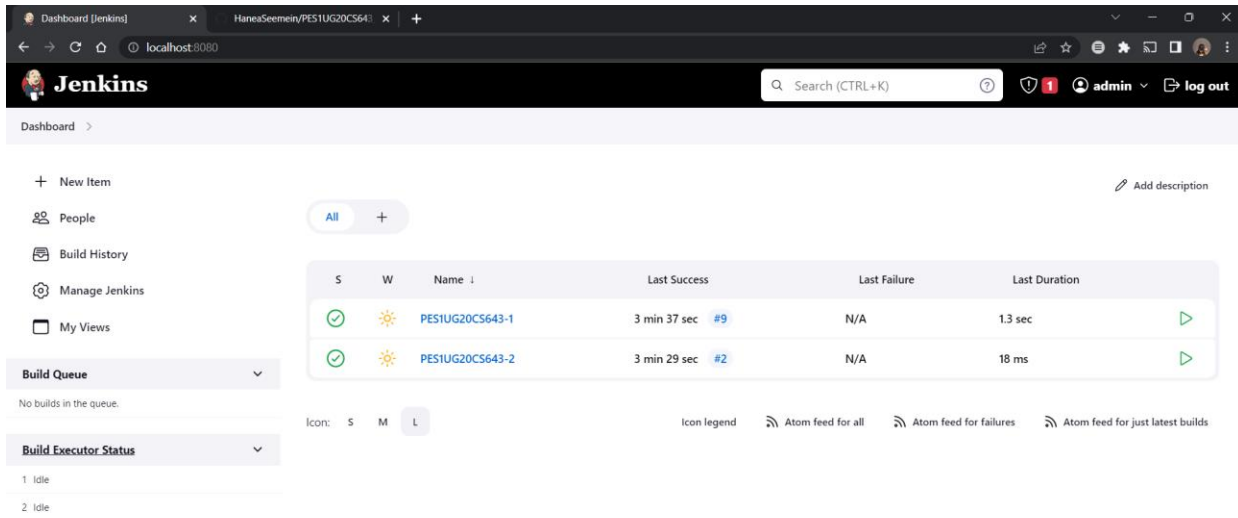 Dashboard [Jenkins]
HaneaSeemein/PES1UG20CS643
localhost:8080
Jenkins
Search (CTRL+K)
1
admin
log out
Dashboard
New Item
Add description
People
All +
Build History
S W Name ↓ Last Success Last Failure Last Duration
Manage Jenkins
PES1UG20CS643-1 3 min 37 sec #9 N/A 1.3 sec
My Views
PES1UG20CS643-2 3 min 29 sec #2 N/A 18 ms
Build Queue
No builds in the queue.
Icon: S M L
Icon legend
Atom feed for all
Atom feed for failures
Atom feed for just latest builds
Build Executor Status
1 Idle
2 Idle